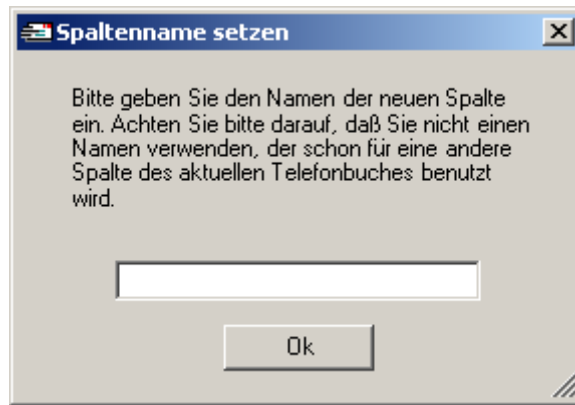 Spaltenname setzen
Bitte geben Sie den Namen der neuen Spalte
ein. Achten Sie bitte darauf, daß Sie nicht einen
Namen verwenden, der schon für eine andere
Spalte des aktuellen Telefonbuches benutzt
wird.
Ok